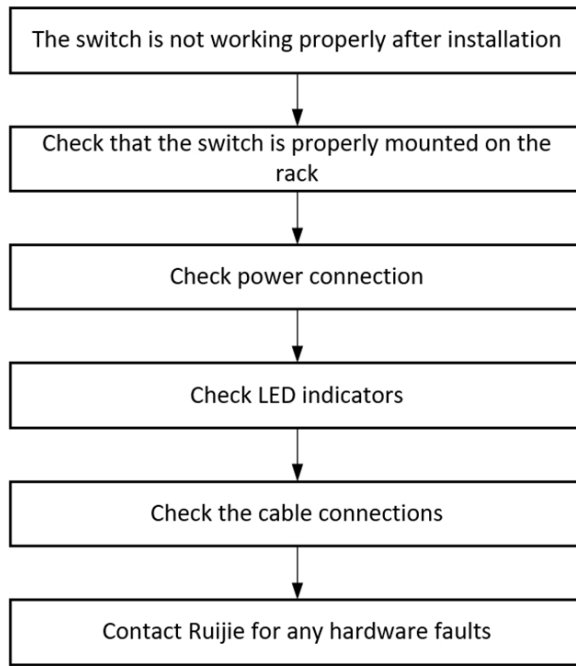 The switch is not working properly after installation
Check that the switch is properly mounted on the
rack
Check power connection
Check LED indicators
Check the cable connections
Contact Ruijie for any hardware faults